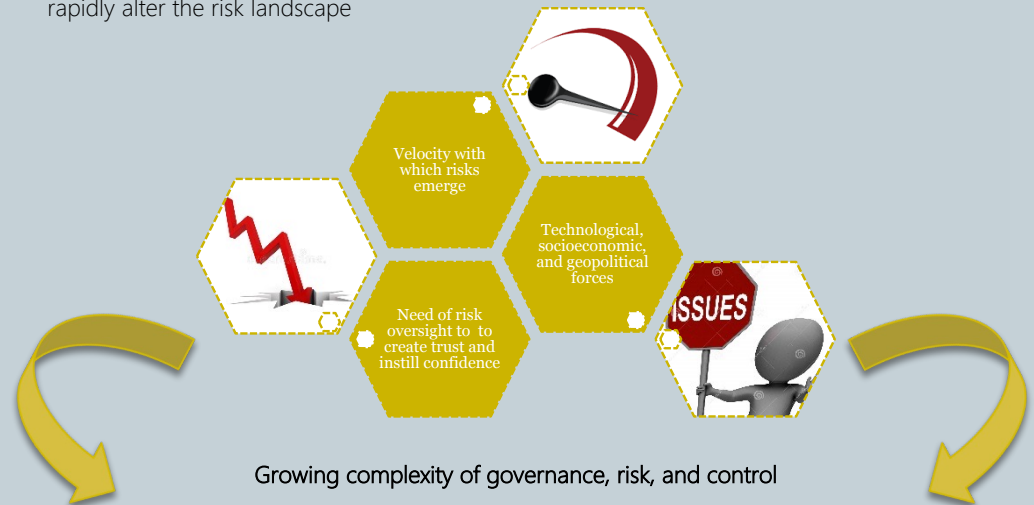 rapidly alter the risk landscape
Velocity with
which risks
emerge
Technological,
socioeconomic,
and geopolitical
forces
ISSUES
Need of risk
oversight to to
create trust and
instill confidence
Growing complexity of governance, risk, and control